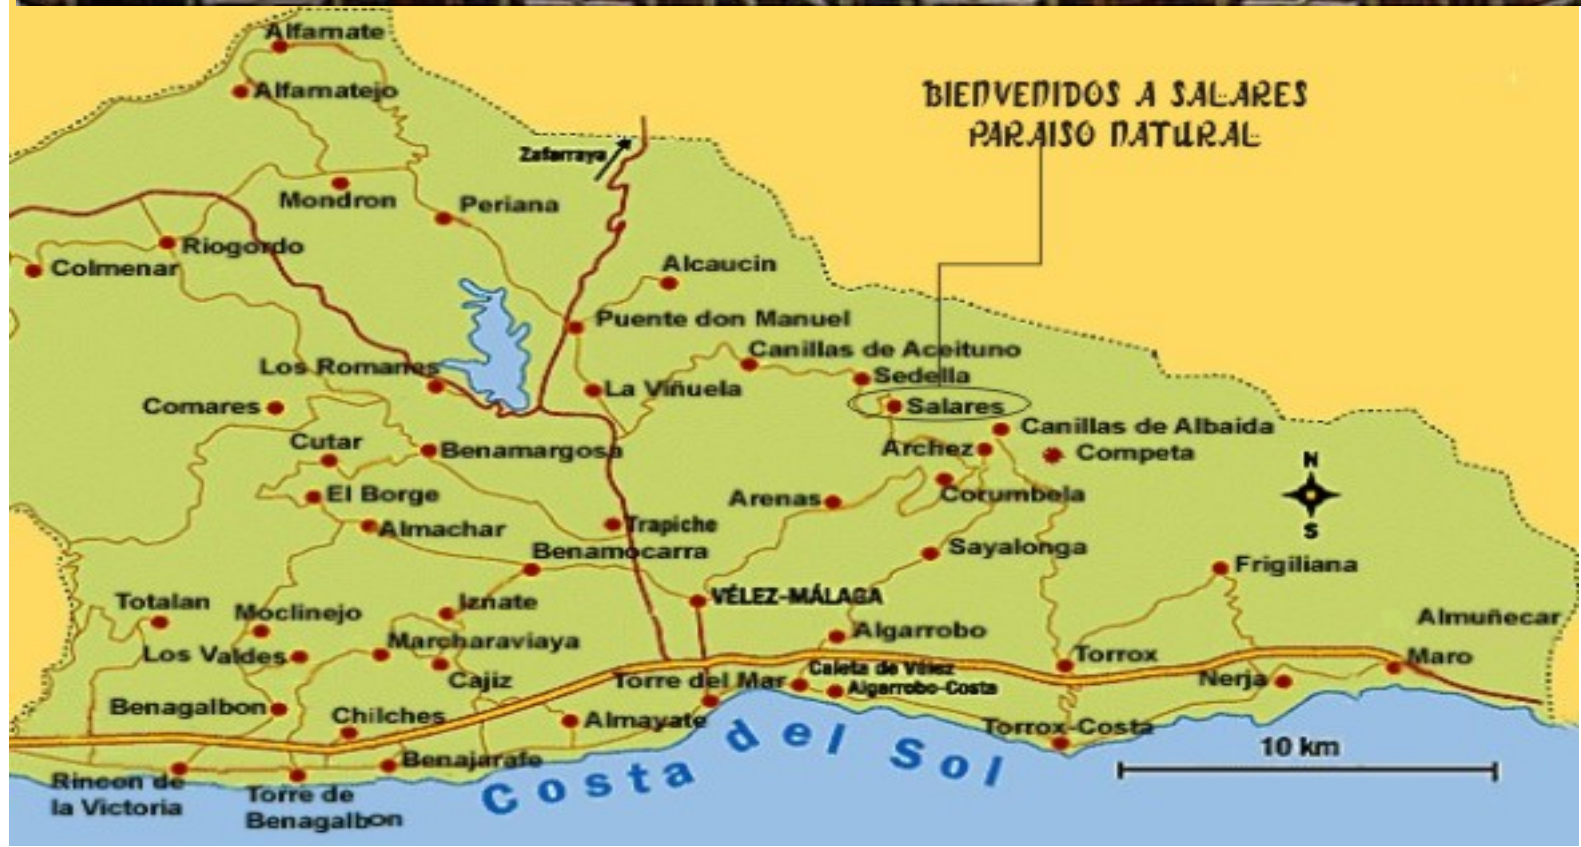 Alfarnate
Alfarnatejo
BIENVENIDOS A SALARES
PARAISO NATURAL
Zafarraya
Mondron
Periana
Riogordo
Colmenar
Alcaucin
Puente don Manuel
Canillas de Aceituno
Los Romanes
Sedella
La Viñuela
Comares
Salares
Canillas de Albaida
Cutar
Benamargosa
Archez
Competa
N
S
El Borge
Arenas
Corumbela
Almachar
Trapiche
Benamocarra
Sayalonga
Frigiliana
Totalan
Moclinejo
Iznate
VÉLEZ-MÁLAGA
Almuñecar
Los Valdes
Marcharaviaya
Algarrobo
Torrox
Maro
Cajiz
Torre del Mar
Caleta de Vélez
Algarrobo-Costa
Nerja
Benagalbon
Chilches
Almayate
Torrox-Costa
Benajarafe
Costa del Sol
10 km
Rincon de
la Victoria
Torre de
Benagalbon